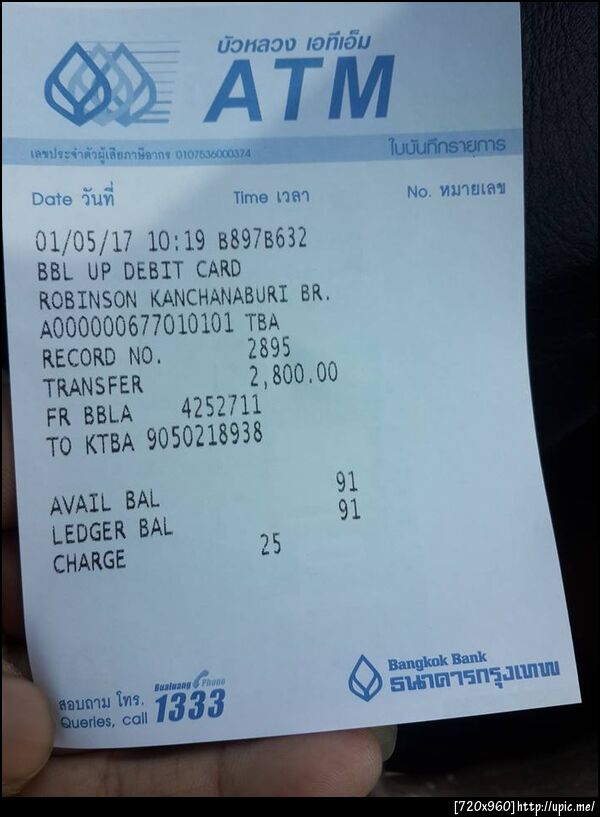 บัวหลวง เอทีเอ็ม
ATM
เลขประจำตัวผู้เสียภาษีอากร 0107536000374 ใบบันทึกรายการ
Date วันที่ Time เวลา No. หมายเลข
01/05/17 10:19 B897B632
BBL UP DEBIT CARD
ROBINSON KANCHANABURI BR.
A000000677010101 TBA
RECORD NO. 2895
TRANSFER 2,800.00
FR BBLA 4252711
TO KTBA 9050218938
AVAIL BAL 91
LEDGER BAL 91
CHARGE 25
สอบถาม โทร. Bualuang Phone
Queries, call 1333
Bangkok Bank
ธนาคารกรุงเทพ
[720x960]http://upic.me/